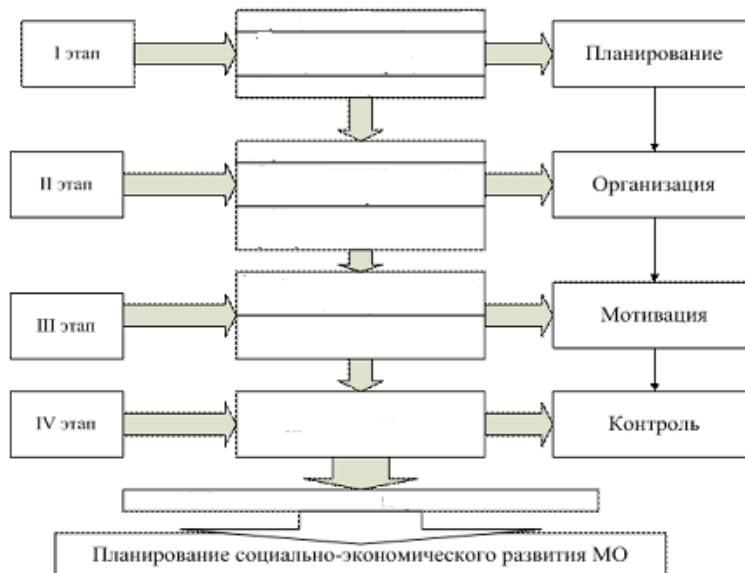 I этап
Планирование
II этап
Организация
III этап
Мотивация
IV этап
Контроль
Планирование социально-экономического развития МО